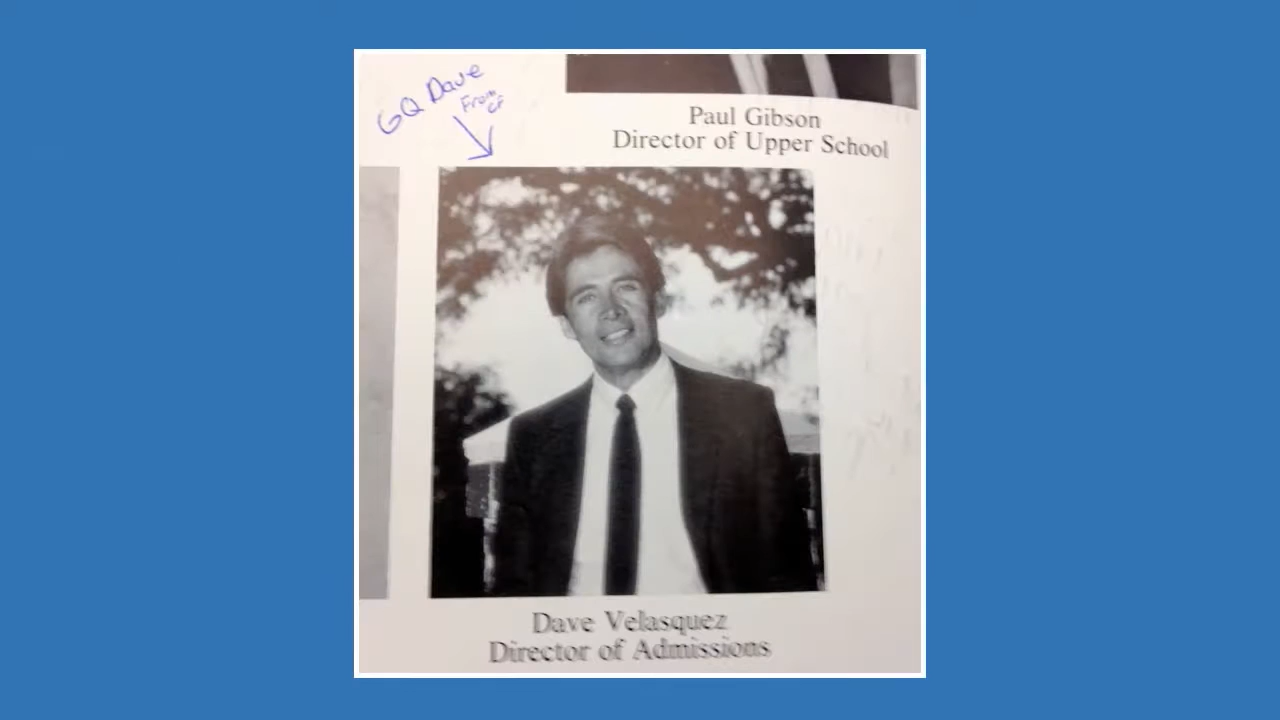 GQ Dave
From
CF
Paul Gibson
Director of Upper School
Dave Velasquez
Director of Admissions